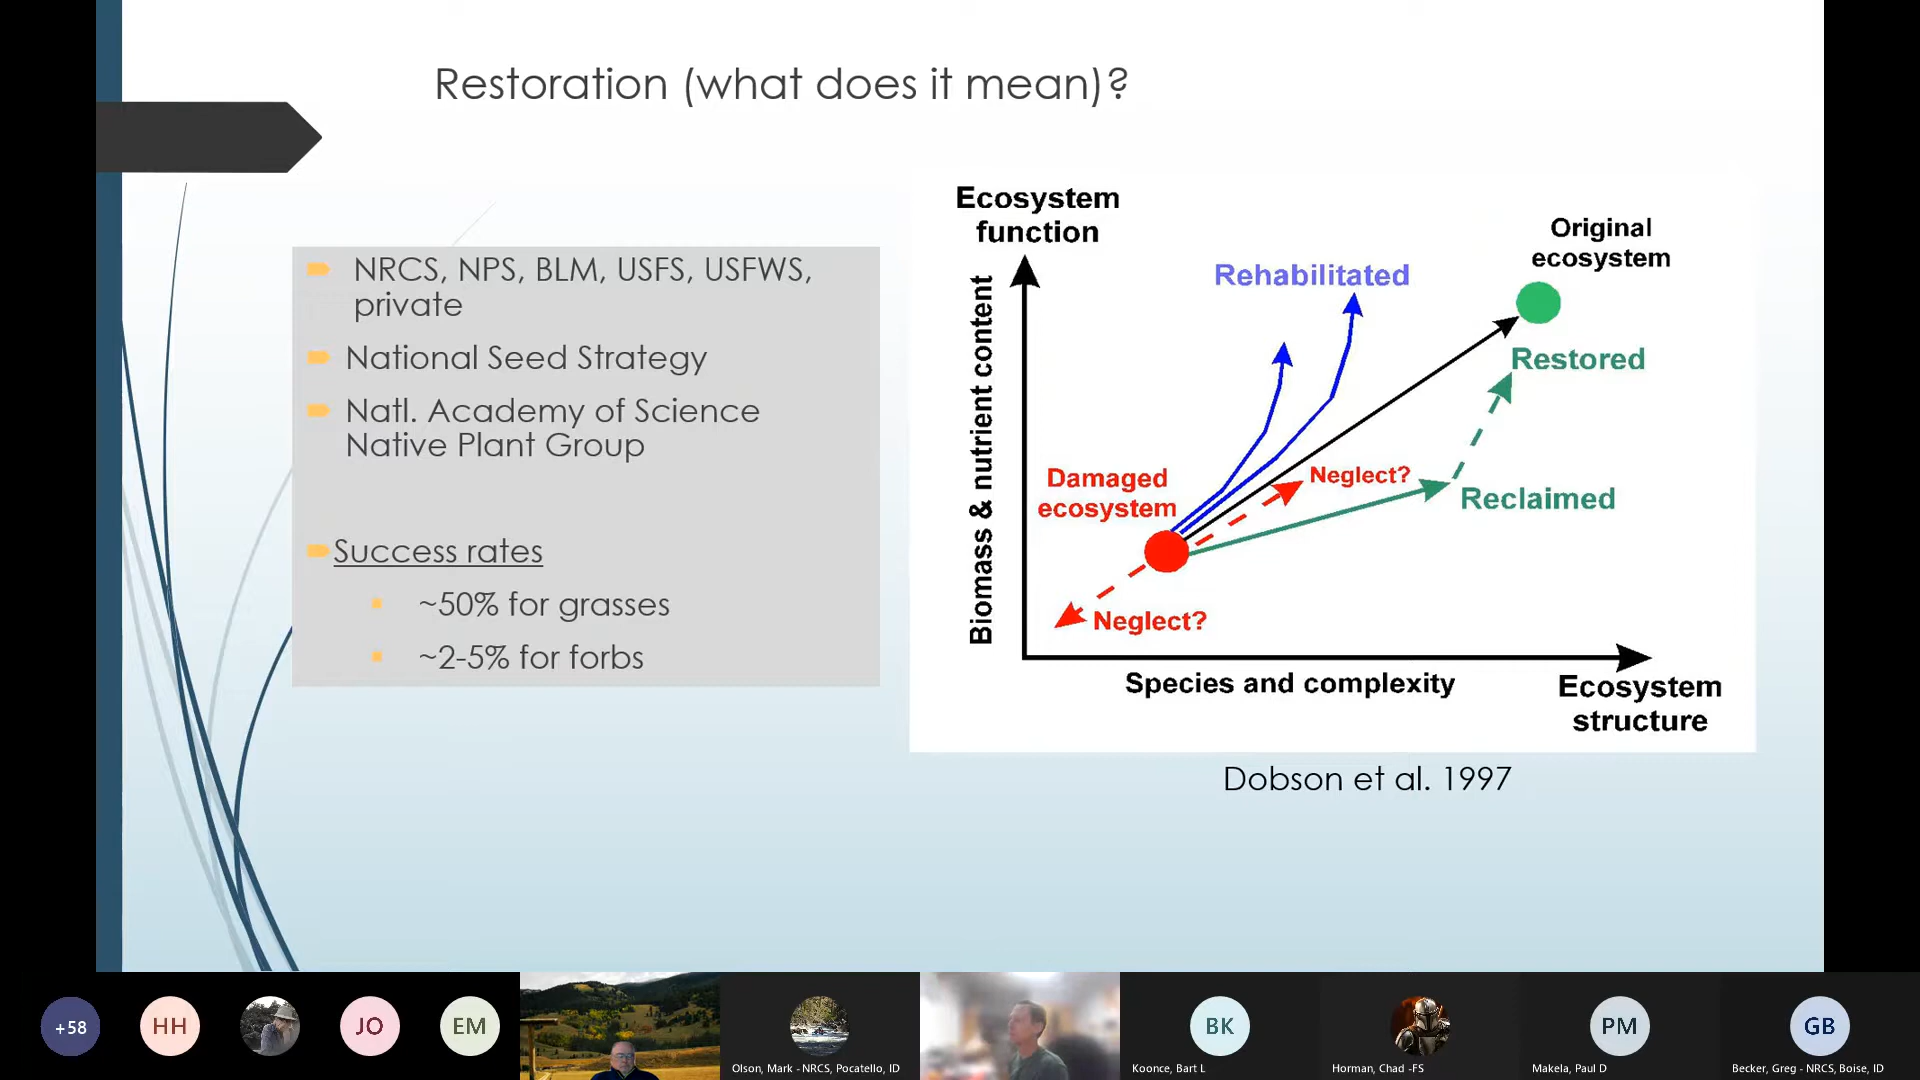 Restoration (what does it mean)?
NRCS, NPS, BLM, USFS, USFWS,
private
National Seed Strategy
Natl. Academy of Science
Native Plant Group
Success rates
~50% for grasses
~2-5% for forbs
Ecosystem
function
Biomass & nutrient content
Original
ecosystem
Rehabilitated
Restored
Damaged
ecosystem
Neglect?
Reclaimed
Neglect?
Species and complexity
Ecosystem
structure
Dobson et al. 1997
+58
HH
JO
EM
Olson, Mark - NRCS, Pocatello, ID
BK
Koonce, Bart L
Horman, Chad -FS
PM
Makela, Paul D
GB
Becker, Greg - NRCS, Boise, ID